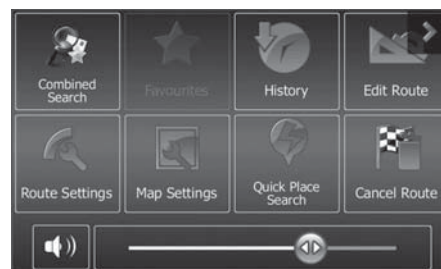 Combined
Search
Favourites
History
Edit Route
Route Settings
Map Settings
Quick Place
Search
Cancel Route